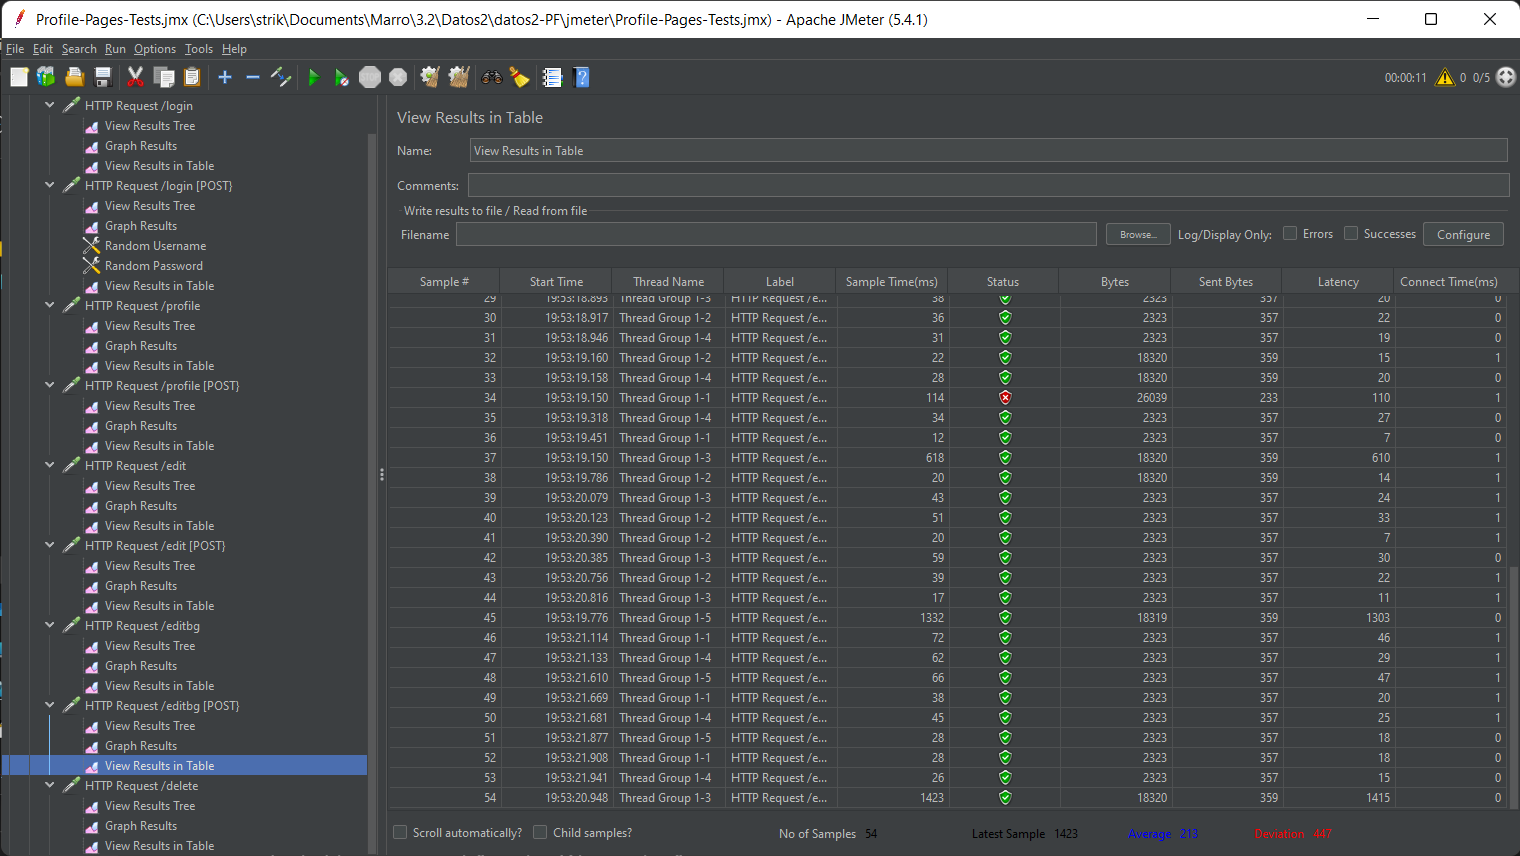 Profile-Pages-Tests.jmx (C:\Users\strik\Documents\Marro\3.2\Datos2\datos2-PF\jmeter\Profile-Pages-Tests.jmx) - Apache JMeter (5.4.1)
File Edit Search Run Options Tools Help
00:00:11 0 0/5
HTTP Request /login
View Results Tree
Graph Results
View Results in Table
HTTP Request /login [POST}
View Results Tree
Graph Results
Random Username
Random Password
View Results in Table
HTTP Request /profile
View Results Tree
Graph Results
View Results in Table
HTTP Request /profile [POST}
View Results Tree
Graph Results
View Results in Table
HTTP Request /edit
View Results Tree
Graph Results
View Results in Table
HTTP Request /edit [POST}
View Results Tree
Graph Results
View Results in Table
HTTP Request /editbg
View Results Tree
Graph Results
View Results in Table
HTTP Request /editbg [POST}
View Results Tree
Graph Results
View Results in Table
HTTP Request /delete
View Results Tree
Graph Results
View Results in Table
View Results in Table
Name: View Results in Table
Comments:
Write results to file / Read from file
Filename Browse... Log/Display Only: Errors Successes Configure
Sample # Start Time Thread Name Label Sample Time(ms) Status Bytes Sent Bytes Latency Connect Time(ms)
29 19:53:18.893 Thread Group 1-3 HTTP Request /e... 38 2323 357 20 0
30 19:53:18.917 Thread Group 1-2 HTTP Request /e... 36 2323 357 22 0
31 19:53:18.946 Thread Group 1-4 HTTP Request /e... 31 2323 357 19 0
32 19:53:19.160 Thread Group 1-2 HTTP Request /e... 22 18320 359 15 1
33 19:53:19.158 Thread Group 1-4 HTTP Request /e... 28 18320 359 20 0
34 19:53:19.150 Thread Group 1-1 HTTP Request /e... 114 26039 233 110 1
35 19:53:19.318 Thread Group 1-4 HTTP Request /e... 34 2323 357 27 0
36 19:53:19.451 Thread Group 1-1 HTTP Request /e... 12 2323 357 7 0
37 19:53:19.150 Thread Group 1-3 HTTP Request /e... 618 18320 359 610 1
38 19:53:19.786 Thread Group 1-2 HTTP Request /e... 20 18320 359 14 1
39 19:53:20.079 Thread Group 1-3 HTTP Request /e... 43 2323 357 24 1
40 19:53:20.123 Thread Group 1-2 HTTP Request /e... 51 2323 357 33 1
41 19:53:20.390 Thread Group 1-2 HTTP Request /e... 20 2323 357 7 1
42 19:53:20.385 Thread Group 1-3 HTTP Request /e... 59 2323 357 30 0
43 19:53:20.756 Thread Group 1-2 HTTP Request /e... 39 2323 357 22 1
44 19:53:20.816 Thread Group 1-3 HTTP Request /e... 17 2323 357 11 1
45 19:53:19.776 Thread Group 1-5 HTTP Request /e... 1332 18319 359 1303 0
46 19:53:21.114 Thread Group 1-1 HTTP Request /e... 72 2323 357 46 1
47 19:53:21.133 Thread Group 1-4 HTTP Request /e... 62 2323 357 29 1
48 19:53:21.610 Thread Group 1-5 HTTP Request /e... 66 2323 357 47 1
49 19:53:21.669 Thread Group 1-1 HTTP Request /e... 38 2323 357 20 1
50 19:53:21.681 Thread Group 1-4 HTTP Request /e... 45 2323 357 25 1
51 19:53:21.877 Thread Group 1-5 HTTP Request /e... 28 2323 357 18 0
52 19:53:21.908 Thread Group 1-1 HTTP Request /e... 28 2323 357 18 0
53 19:53:21.941 Thread Group 1-4 HTTP Request /e... 26 2323 357 15 0
54 19:53:20.948 Thread Group 1-3 HTTP Request /e... 1423 18320 359 1415 0
Scroll automatically? Child samples? No of Samples 54 Latest Sample 1423 Average 213 Deviation 447